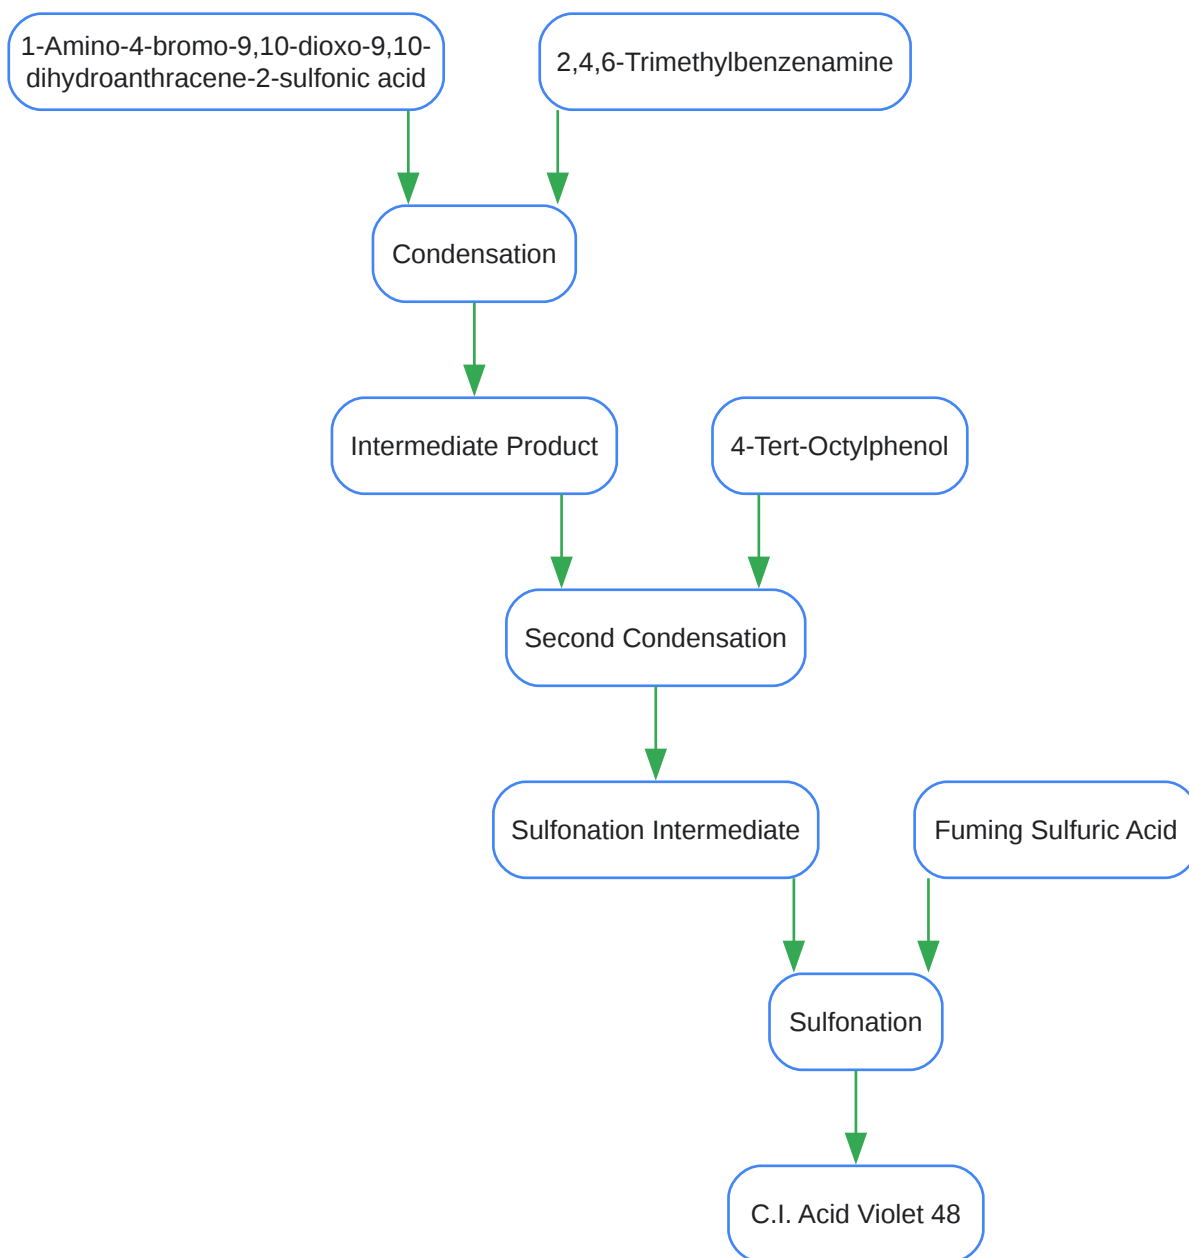 1-Amino-4-bromo-9,10-dioxo-9,10-
dihydroanthracene-2-sulfonic acid
2,4,6-Trimethylbenzenamine
Condensation
Intermediate Product
4-Tert-Octylphenol
Second Condensation
Sulfonation Intermediate
Fuming Sulfuric Acid
Sulfonation
C.I. Acid Violet 48